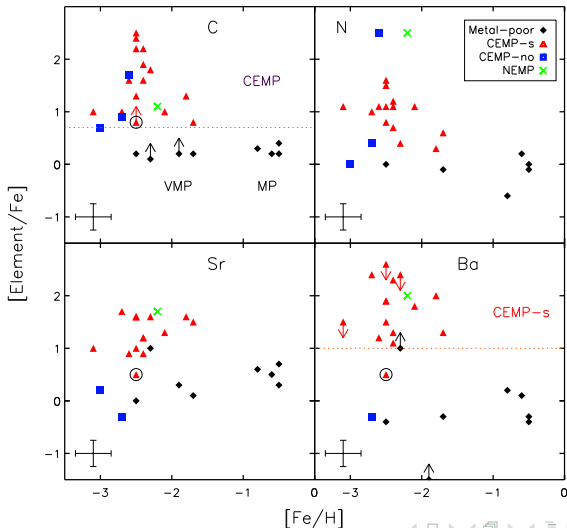 C
N
Metal-poor
CEMP-s
CEMP-no
NEMP
CEMP
VMP
MP
2
1
0
-1
[Element/Fe]
Sr
Ba
CEMP-s
2
1
0
-1
-3
-2
-1
0
-3
-2
-1
0
[Fe/H]